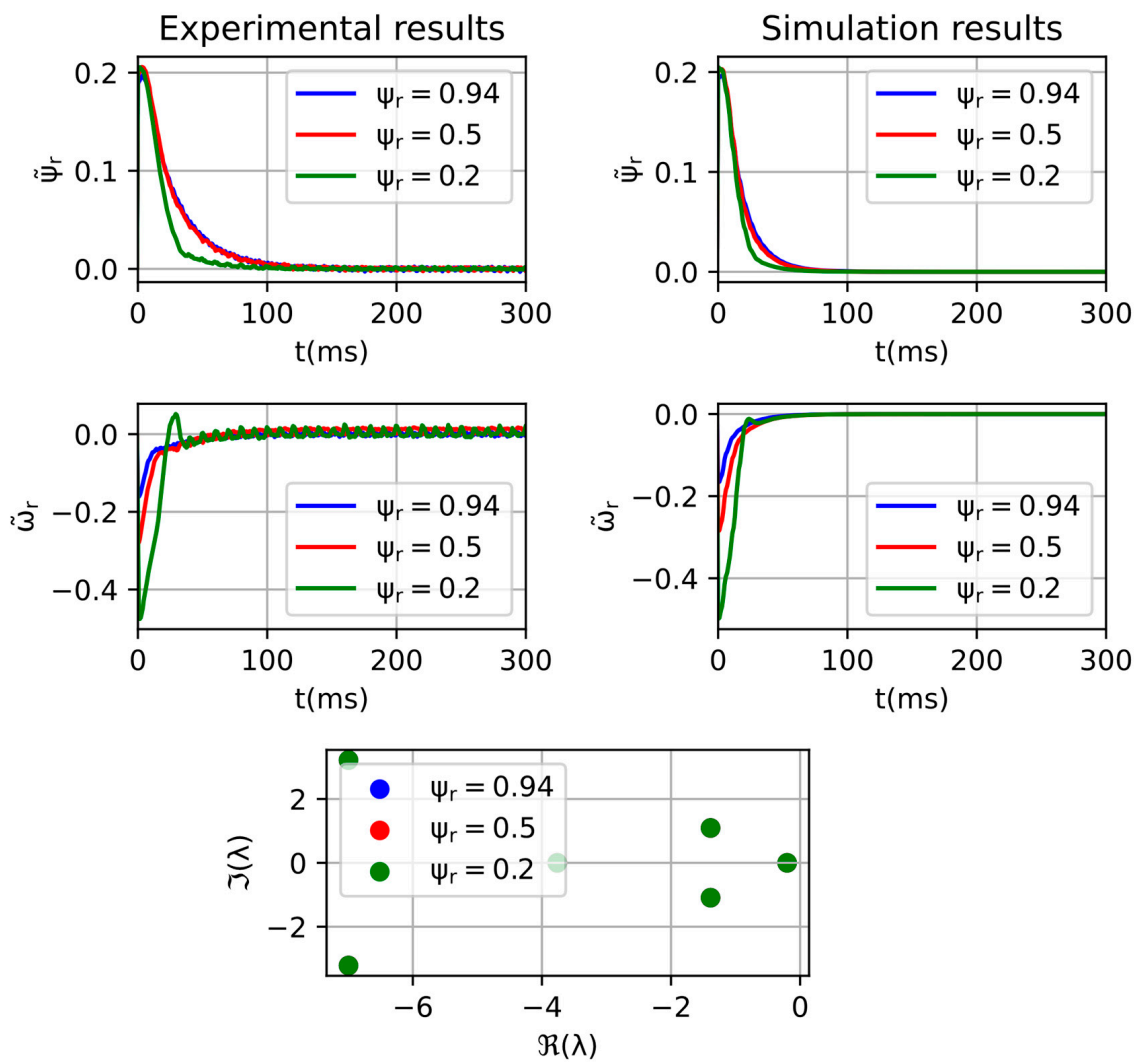 Experimental results
Simulation results
0.2
0.1
0.0
ψ̃r
ψr = 0.94
ψr = 0.5
ψr = 0.2
0 100 200 300
t(ms)
0.2
0.1
0.0
ψ̃r
ψr = 0.94
ψr = 0.5
ψr = 0.2
0 100 200 300
t(ms)
0.0
−0.2
−0.4
ω̃r
ψr = 0.94
ψr = 0.5
ψr = 0.2
0 100 200 300
t(ms)
0.0
−0.2
−0.4
ω̃r
ψr = 0.94
ψr = 0.5
ψr = 0.2
0 100 200 300
t(ms)
2
0
−2
ℑ(λ)
ψr = 0.94
ψr = 0.5
ψr = 0.2
−6 −4 −2 0
ℜ(λ)